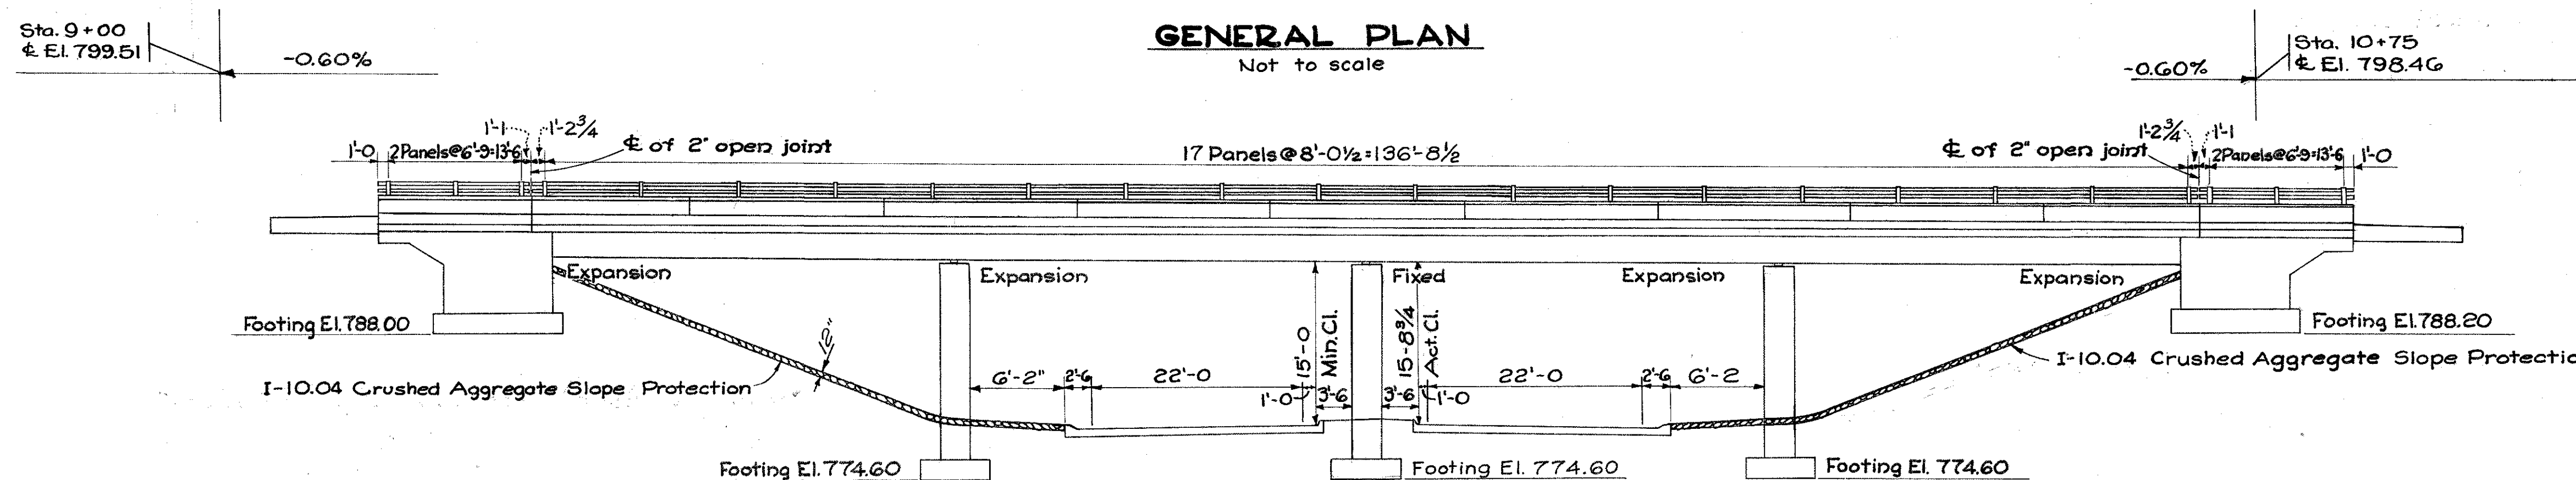 GENERAL PLAN
Not to scale
Sta. 9+00
℄ El. 799.51
-0.60%
-0.60%
Sta. 10+75
℄ El. 798.46
1'-0
2 Panels@6'-9=13'-6
1'-1
1'-2¾
℄ of 2" open joint
17 Panels@8'-0½=136'-8½
℄ of 2" open joint
1'-2¾
1'-1
2 Panels@6'-9=13'-6
1'-0
Expansion
Expansion
Fixed
Expansion
Expansion
Footing El. 788.00
12"
I-10.04 Crushed Aggregate Slope Protection
6'-2"
2'-6
22'-0
1'-0
15'-0
Min.Cl.
3'-6
3'-6
15-8¾
Act.Cl.
1'-0
22'-0
2'-6
6'-2
Footing El. 788.20
I-10.04 Crushed Aggregate Slope Protectio
Footing El. 774.60
Footing El. 774.60
Footing El. 774.60